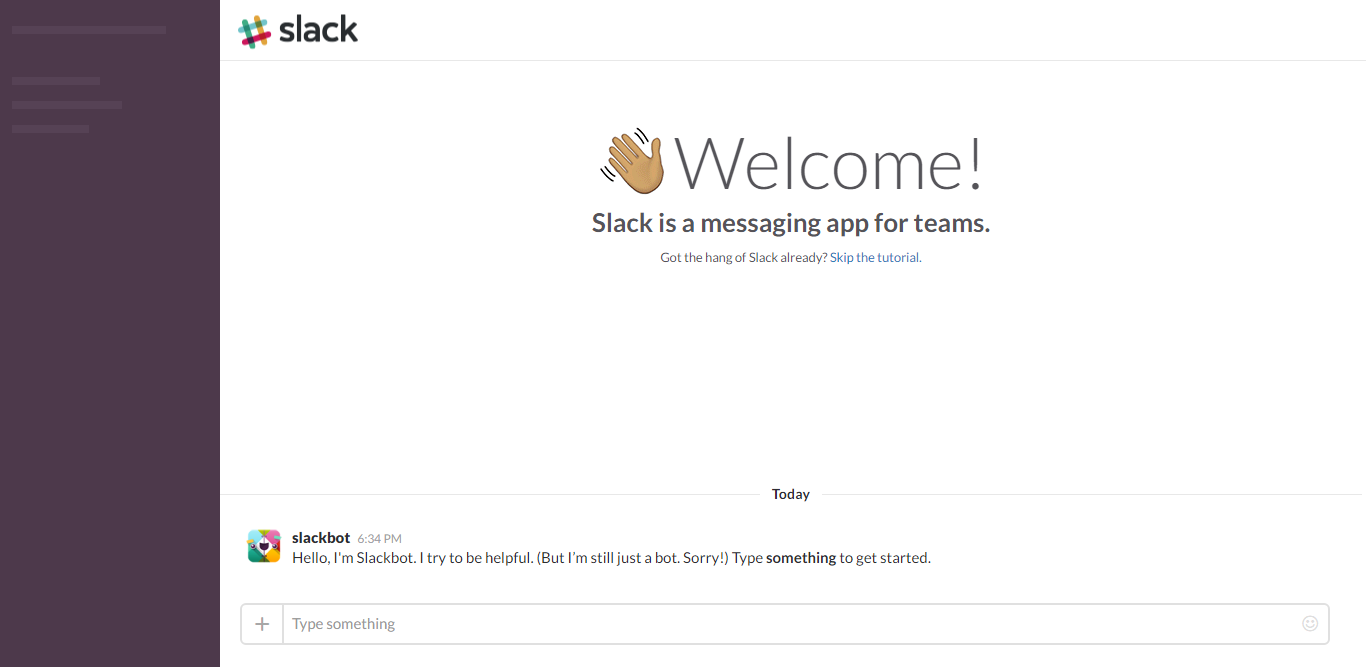 slack
Welcome!
Slack is a messaging app for teams.
Got the hang of Slack already? Skip the tutorial.
Today
slackbot 6:34 PM
Hello, I'm Slackbot. I try to be helpful. (But I’m still just a bot. Sorry!) Type something to get started.
Type something